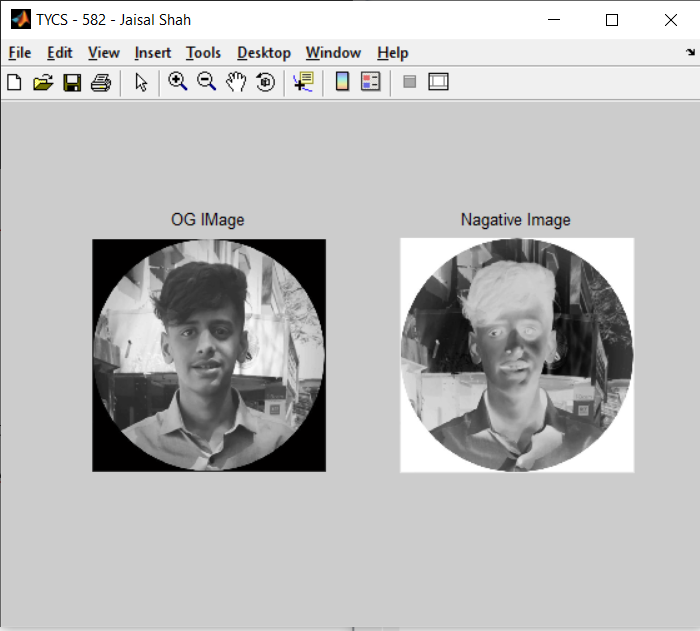 TYCS - 582 - Jaisal Shah
File Edit View Insert Tools Desktop Window Help
OG IMage
Nagative Image